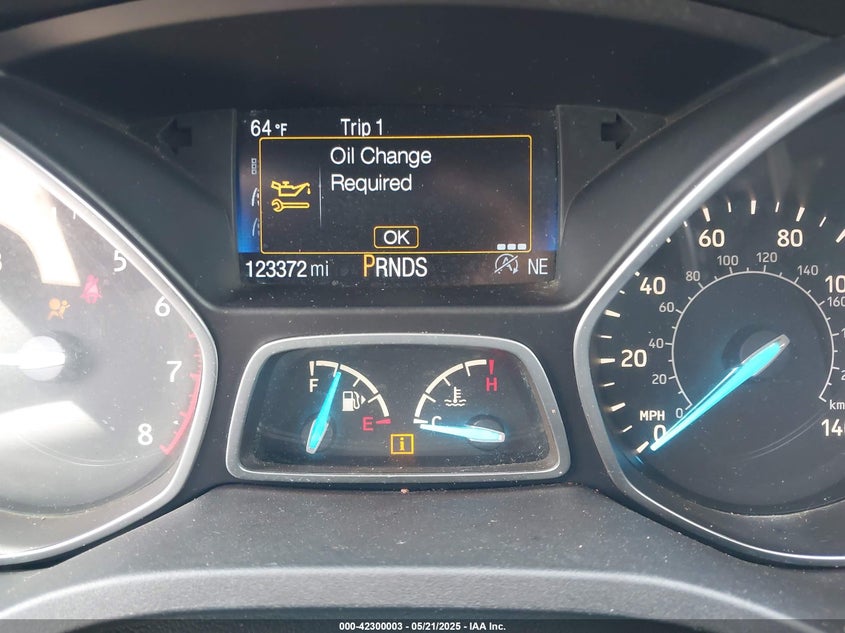 64°F Trip 1
Oil Change
Required
OK
123372 mi PRNDS NE
5
6
7
8
F
E
C
H
i
MPH
0
20
40
60
80
140
0
20
40
60
80
100
120
140
160
km/
000-42300003 — 05/21/2025 — IAA Inc.